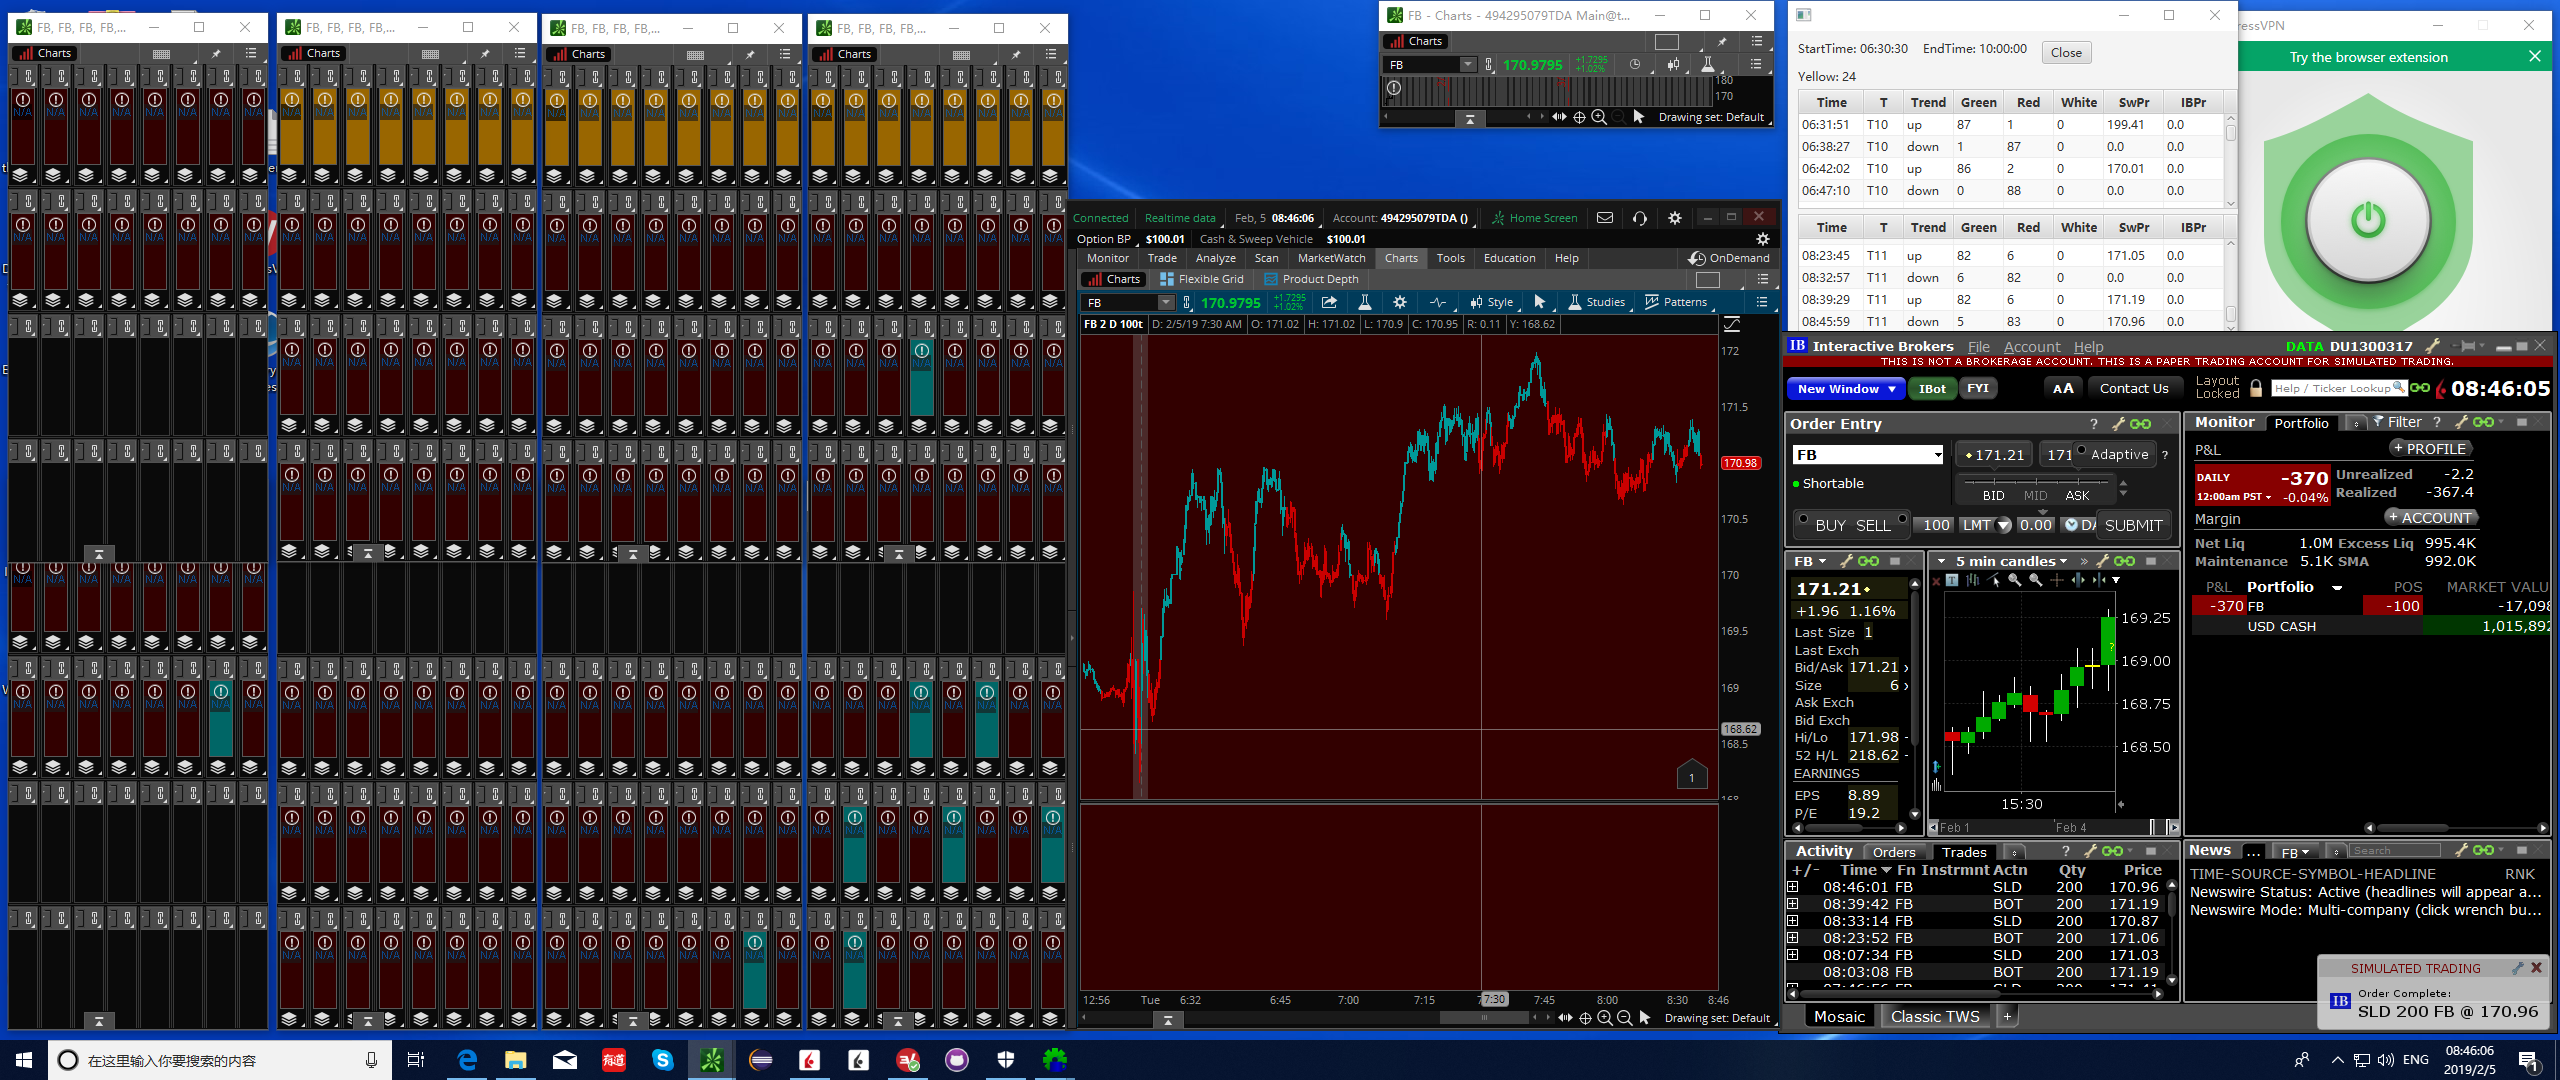 FB, FB, FB, FB,...
Charts
FB, FB, FB, FB,...
Charts
FB, FB, FB, FB,...
Charts
FB, FB, FB, FB,...
Charts
N/A
FB - Charts - 494295079TDA Main@t...
Charts
FB
170.9795
+1.7295
+1.02%
180
170
Drawing set: Default
StartTime: 06:30:30 EndTime: 10:00:00 Close
Yellow: 24
Time T Trend Green Red White SwPr IBPr
06:31:51 T10 up 87 1 0 199.41 0.0
06:38:27 T10 down 1 87 0 0.0 0.0
06:42:02 T10 up 86 2 0 170.01 0.0
06:47:10 T10 down 0 88 0 0.0 0.0
Time T Trend Green Red White SwPr IBPr
08:23:45 T11 up 82 6 0 171.05 0.0
08:32:57 T11 down 6 82 0 0.0 0.0
08:39:29 T11 up 82 6 0 171.19 0.0
08:45:59 T11 down 5 83 0 170.96 0.0
ressVPN
Try the browser extension
Connected Realtime data Feb, 5 08:46:06 Account: 494295079TDA () Home Screen
Option BP $100.01 Cash & Sweep Vehicle $100.01
Monitor Trade Analyze Scan MarketWatch Charts Tools Education Help OnDemand
Charts Flexible Grid Product Depth
FB 170.9795 +1.7295 +1.02% Style Studies Patterns
FB 2 D 100t D: 2/5/19 7:30 AM O: 171.02 H: 171.02 L: 170.9 C: 170.95 R: 0.11 Y: 168.62
172
171.5
170.98
170.5
170
169.5
169
168.62
168.5
168
1
12:56 Tue 6:32 6:45 7:00 7:15 7:30 7:45 8:00 8:30 8:46
Drawing set: Default
IB Interactive Brokers File Account Help DATA DU1300317
THIS IS NOT A BROKERAGE ACCOUNT. THIS IS A PAPER TRADING ACCOUNT FOR SIMULATED TRADING.
New Window IBot FYI AA Contact Us Layout Locked Help / Ticker Lookup 08:46:05
Order Entry
FB 171.21 171 Adaptive ?
Shortable
BID MID ASK
BUY SELL 100 LMT 0.00 DA SUBMIT
FB
171.21
+1.96 1.16%
Last Size 1
Last Exch
Bid/Ask 171.21 x
Size 6 x
Ask Exch
Bid Exch
Hi/Lo 171.98 -
52 H/L 218.62 -
EARNINGS
EPS 8.89
P/E 19.2
5 min candles
169.25
169.00
168.75
168.50
15:30
Feb 1 Feb 4
Monitor Portfolio Filter ?
P&L + PROFILE
DAILY -370
12:00am PST -0.04%
Unrealized -2.2
Realized -367.4
Margin + ACCOUNT
Net Liq 1.0M Excess Liq 995.4K
Maintenance 5.1K SMA 992.0K
P&L Portfolio POS MARKET VALU
-370 FB -100 -17,098
USD CASH 1,015,892
Activity Orders Trades ?
+/- Time Fn Instrmnt Actn Qty Price
08:46:01 FB SLD 200 170.96
08:39:42 FB BOT 200 171.19
08:33:14 FB SLD 200 170.87
08:23:52 FB BOT 200 171.06
08:07:34 FB SLD 200 171.03
08:03:08 FB BOT 200 171.19
Mosaic Classic TWS +
News ... FB Search
TIME-SOURCE-SYMBOL-HEADLINE RNK
Newswire Status: Active (headlines will appear a...
Newswire Mode: Multi-company (click wrench bu...
SIMULATED TRADING
IB Order Complete:
SLD 200 FB @ 170.96
在这里输入你要搜索的内容
有道
ENG
08:46:06
2019/2/5
1